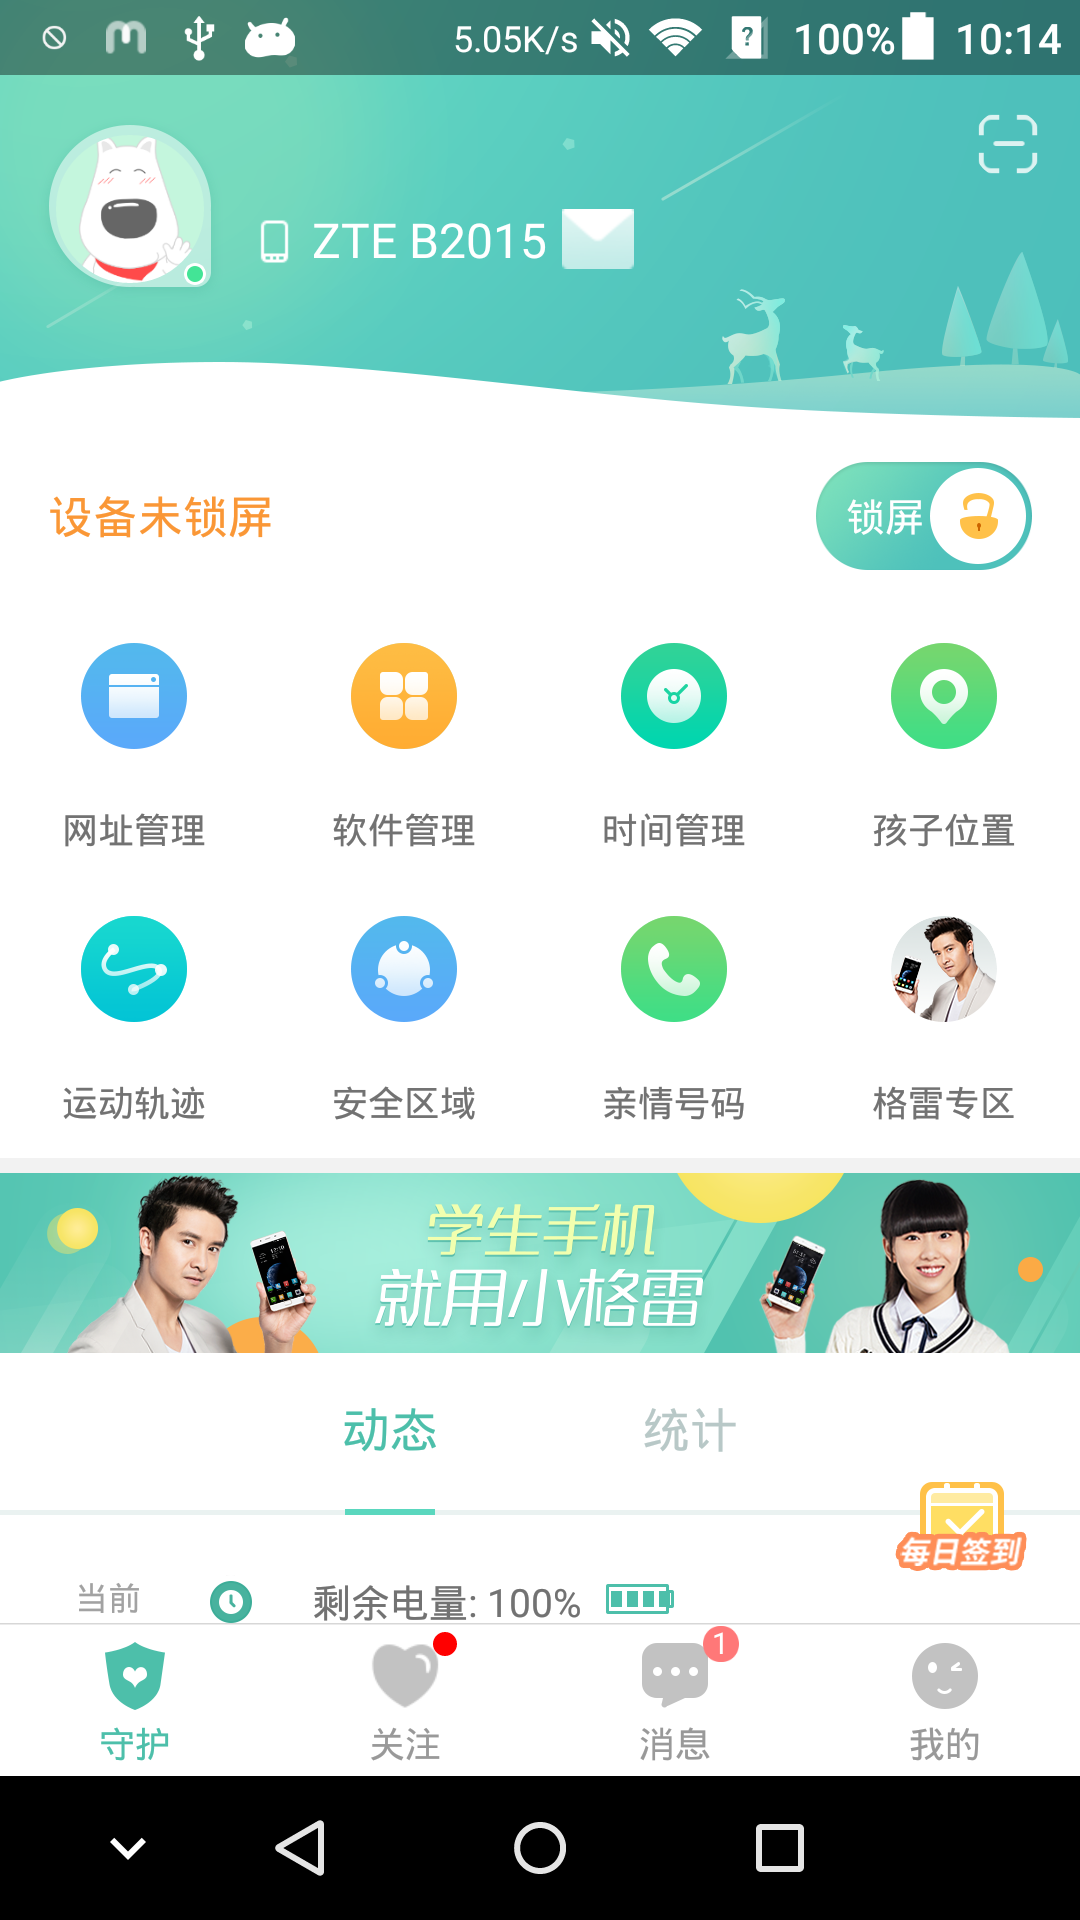 5.05K/s 100% 10:14
ZTE B2015
设备未锁屏
锁屏
网址管理 软件管理 时间管理 孩子位置
运动轨迹 安全区域 亲情号码 格雷专区
学生手机
就用小V格雷
动态 统计
每日签到
当前 剩余电量: 100%
1
守护 关注 消息 我的